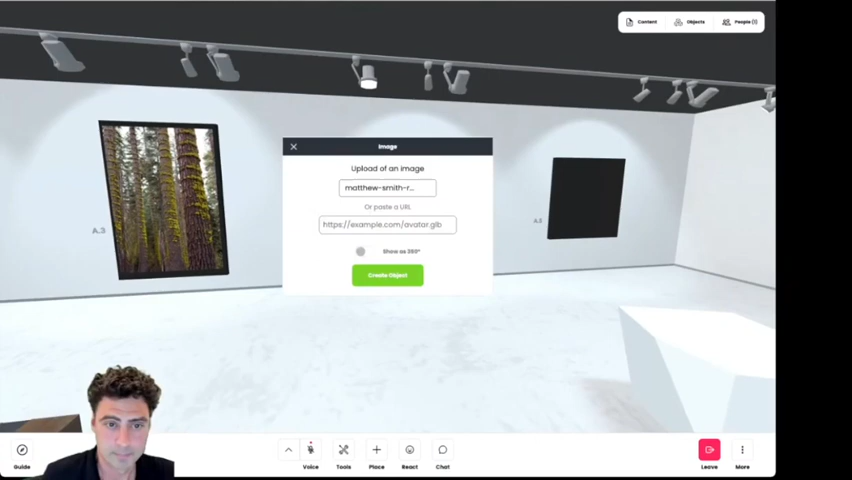 Content
Objects
People (1)
Image
Upload of an image
matthew-smith-r...
Or paste a URL
https://example.com/avatar.glb
Show as 360°
Create Object
A.3
A.3
Guide
Voice
Tools
Place
React
Chat
Leave
More